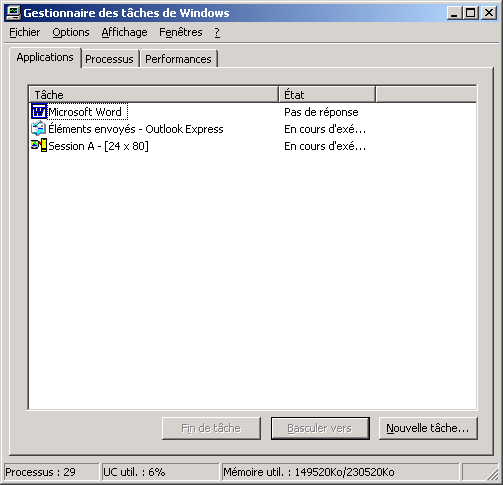 Gestionnaire des tâches de Windows
Fichier Options Affichage Fenêtres ?
Applications Processus Performances
Tâche État
Microsoft Word Pas de réponse
Éléments envoyés - Outlook Express En cours d'exé...
Session A - [24 x 80] En cours d'exé...
Fin de tâche Basculer vers Nouvelle tâche...
Processus : 29 UC util. : 6% Mémoire util. : 149520Ko/230520Ko